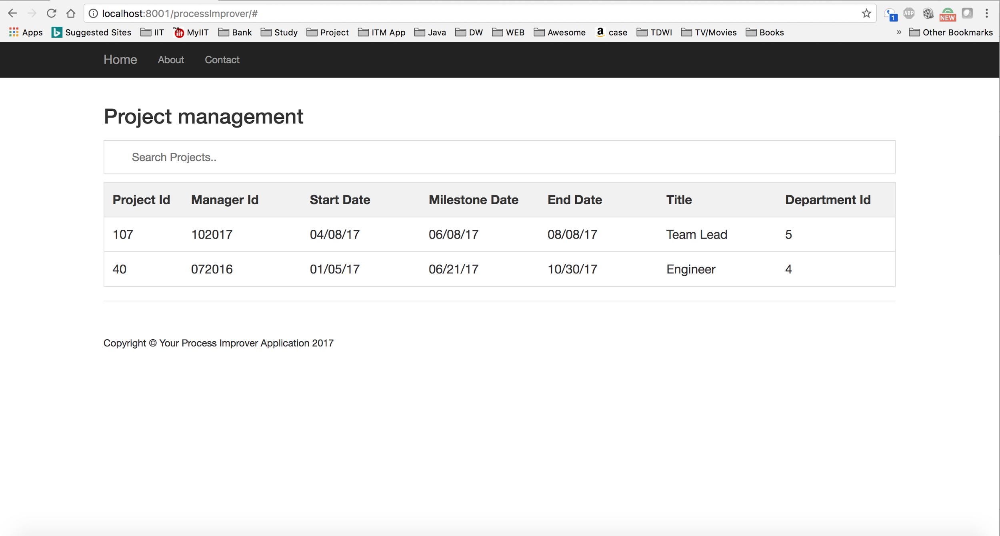 localhost:8001/processImprover/#
1
ABP
NEW
Apps Suggested Sites IIT MyIIT Bank Study Project ITM App Java DW WEB Awesome case TDWI TV/Movies Books » Other Bookmarks
Home About Contact
Project management
Search Projects..
Project Id Manager Id Start Date Milestone Date End Date Title Department Id
107 102017 04/08/17 06/08/17 08/08/17 Team Lead 5
40 072016 01/05/17 06/21/17 10/30/17 Engineer 4
Copyright © Your Process Improver Application 2017